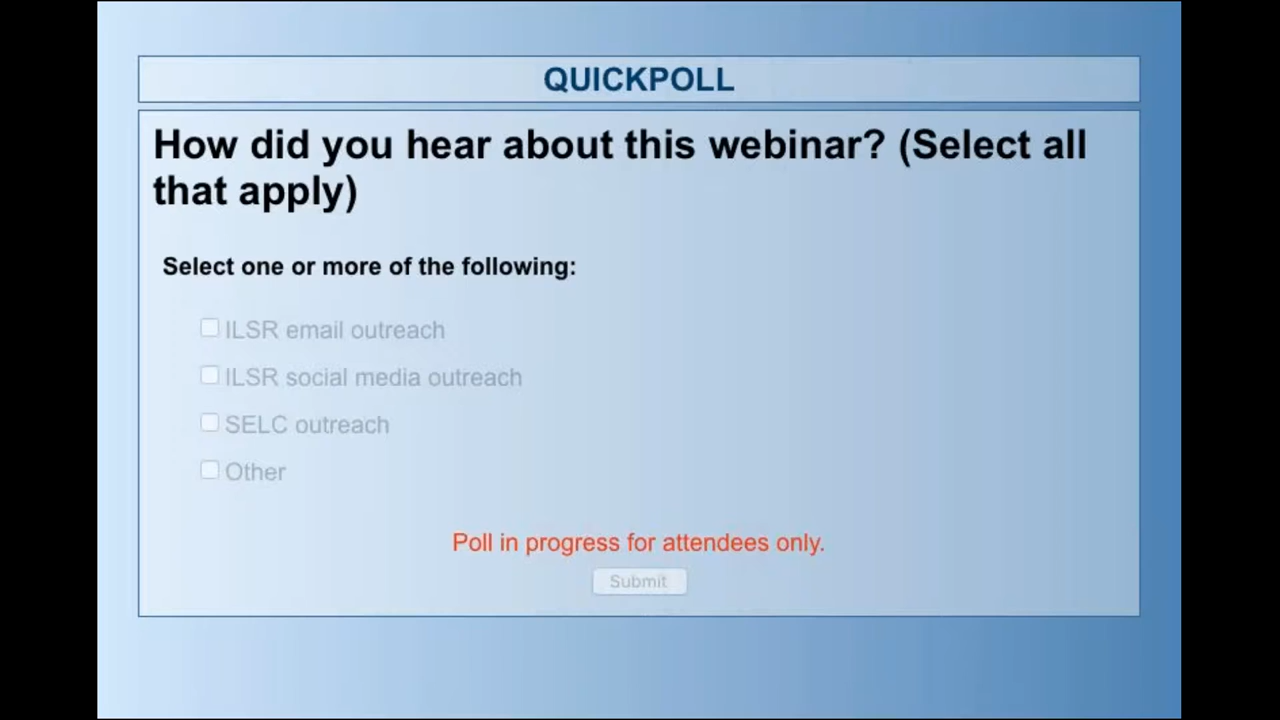 QUICKPOLL
How did you hear about this webinar? (Select all
that apply)
Select one or more of the following:
ILSR email outreach
ILSR social media outreach
SELC outreach
Other
Poll in progress for attendees only.
Submit